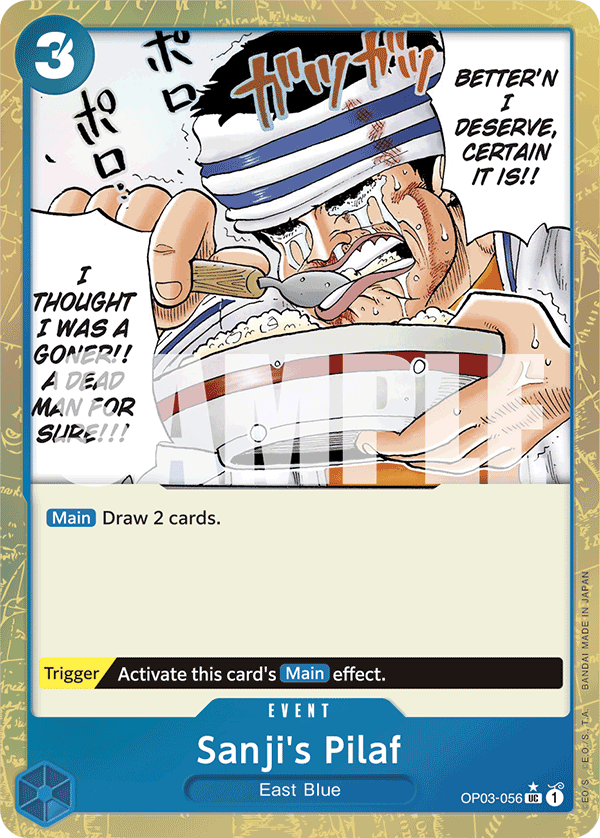 3
ポロ
ポロ
ガツガツ
BETTER'N
I
DESERVE,
CERTAIN
IT IS!!
I
THOUGHT
I WAS A
GONER!!
A DEAD
MAN FOR
SURE!!!
SAMPLE
Main Draw 2 cards.
Trigger Activate this card's Main effect.
EVENT
Sanji's Pilaf
East Blue
OP03-056 UC 1
©E.O./S. ©E.O./S., T.A. BANDAI MADE IN JAPAN